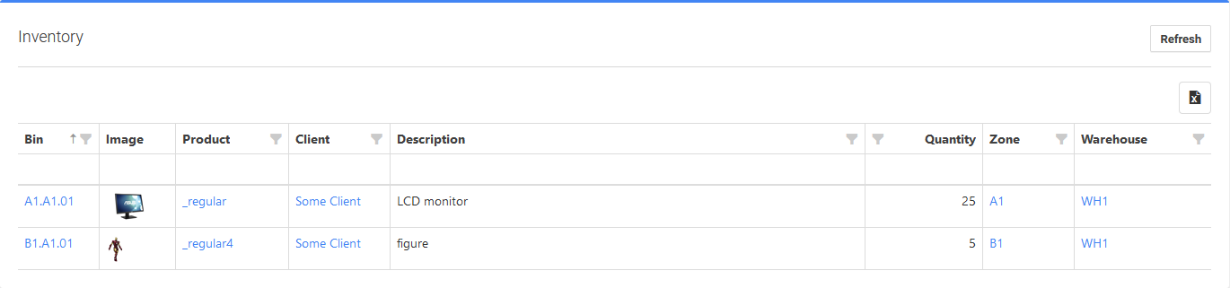 Inventory
Refresh
Bin Image Product Client Description Quantity Zone Warehouse
A1.A1.01 _regular Some Client LCD monitor 25 A1 WH1
B1.A1.01 _regular4 Some Client figure 5 B1 WH1